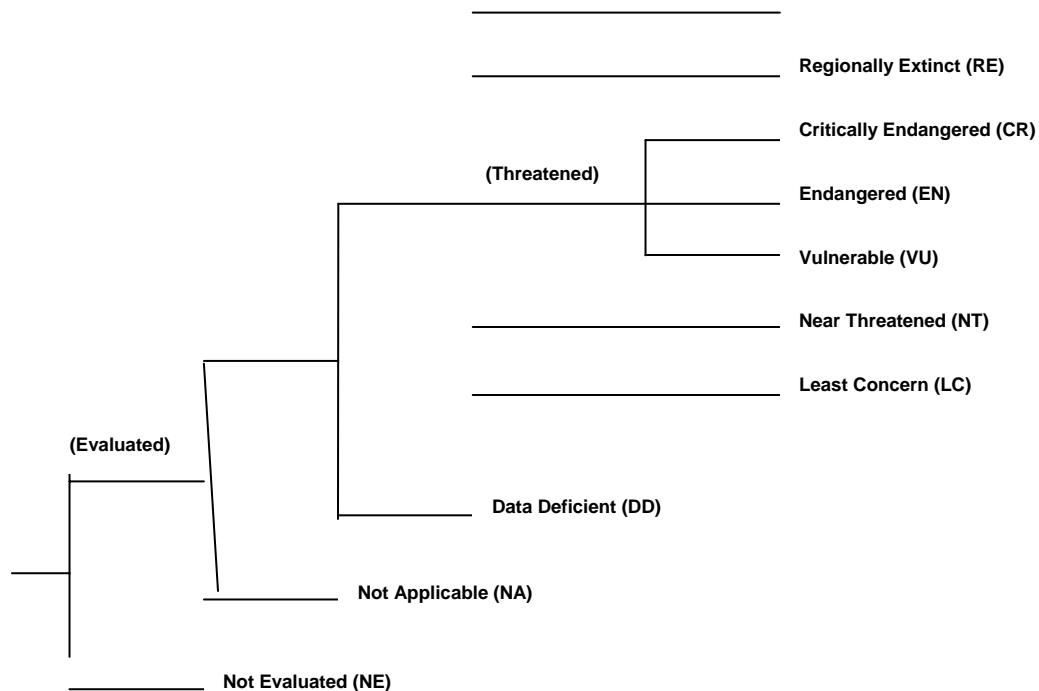 Regionally Extinct (RE)
Critically Endangered (CR)
(Threatened)
Endangered (EN)
Vulnerable (VU)
Near Threatened (NT)
Least Concern (LC)
(Evaluated)
Data Deficient (DD)
Not Applicable (NA)
Not Evaluated (NE)